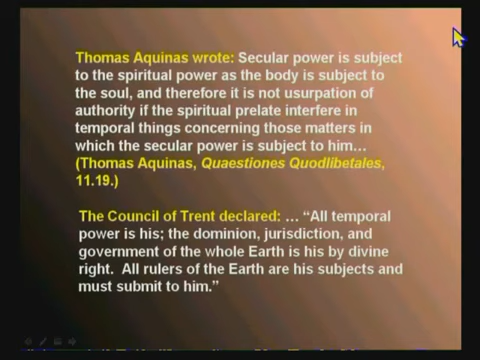 Thomas Aquinas wrote: Secular power is subject
to the spiritual power as the body is subject to
the soul, and therefore it is not usurpation of
authority if the spiritual prelate interfere in
temporal things concerning those matters in
which the secular power is subject to him…
(Thomas Aquinas, Quaestiones Quodlibetales,
11.19.)
The Council of Trent declared: … “All temporal
power is his; the dominion, jurisdiction, and
government of the whole Earth is his by divine
right. All rulers of the Earth are his subjects and
must submit to him.”